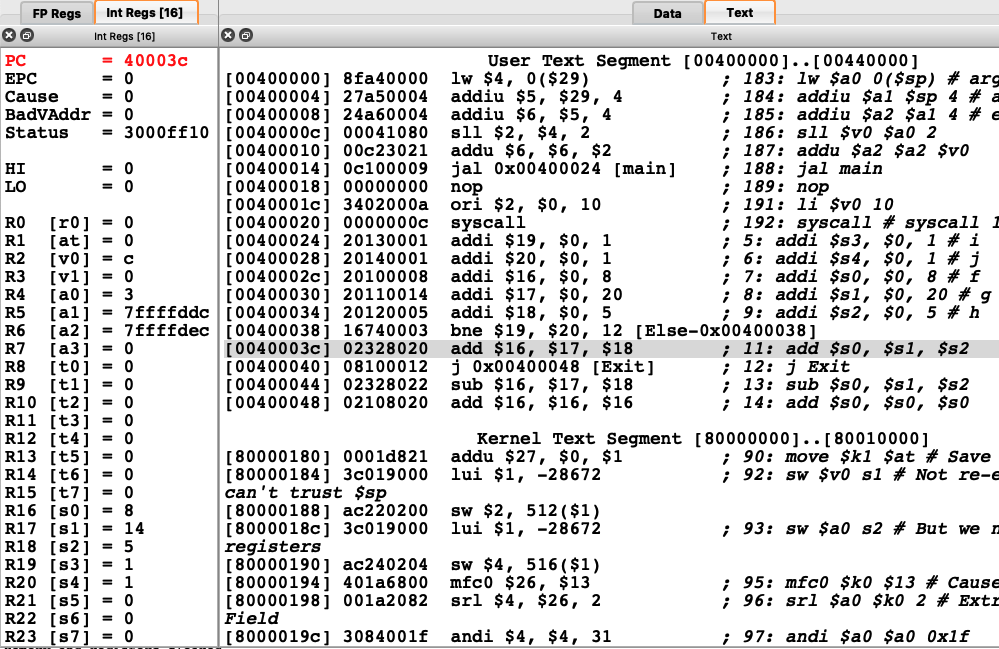 FP Regs Int Regs [16] Data Text
Int Regs [16] Text
PC = 40003c
EPC = 0
Cause = 0
BadVAddr = 0
Status = 3000ff10
HI = 0
LO = 0
R0 [r0] = 0
R1 [at] = 0
R2 [v0] = c
R3 [v1] = 0
R4 [a0] = 3
R5 [a1] = 7ffffddc
R6 [a2] = 7ffffdec
R7 [a3] = 0
R8 [t0] = 0
R9 [t1] = 0
R10 [t2] = 0
R11 [t3] = 0
R12 [t4] = 0
R13 [t5] = 0
R14 [t6] = 0
R15 [t7] = 0
R16 [s0] = 8
R17 [s1] = 14
R18 [s2] = 5
R19 [s3] = 1
R20 [s4] = 1
R21 [s5] = 0
R22 [s6] = 0
R23 [s7] = 0
User Text Segment [00400000]..[00440000]
[00400000] 8fa40000 lw $4, 0($29) ; 183: lw $a0 0($sp) # arg
[00400004] 27a50004 addiu $5, $29, 4 ; 184: addiu $a1 $sp 4 # a
[00400008] 24a60004 addiu $6, $5, 4 ; 185: addiu $a2 $a1 4 # e
[0040000c] 00041080 sll $2, $4, 2 ; 186: sll $v0 $a0 2
[00400010] 00c23021 addu $6, $6, $2 ; 187: addu $a2 $a2 $v0
[00400014] 0c100009 jal 0x00400024 [main] ; 188: jal main
[00400018] 00000000 nop ; 189: nop
[0040001c] 3402000a ori $2, $0, 10 ; 191: li $v0 10
[00400020] 0000000c syscall ; 192: syscall # syscall 1
[00400024] 20130001 addi $19, $0, 1 ; 5: addi $s3, $0, 1 # i
[00400028] 20140001 addi $20, $0, 1 ; 6: addi $s4, $0, 1 # j
[0040002c] 20100008 addi $16, $0, 8 ; 7: addi $s0, $0, 8 # f
[00400030] 20110014 addi $17, $0, 20 ; 8: addi $s1, $0, 20 # g
[00400034] 20120005 addi $18, $0, 5 ; 9: addi $s2, $0, 5 # h
[00400038] 16740003 bne $19, $20, 12 [Else-0x00400038]
[0040003c] 02328020 add $16, $17, $18 ; 11: add $s0, $s1, $s2
[00400040] 08100012 j 0x00400048 [Exit] ; 12: j Exit
[00400044] 02328022 sub $16, $17, $18 ; 13: sub $s0, $s1, $s2
[00400048] 02108020 add $16, $16, $16 ; 14: add $s0, $s0, $s0
Kernel Text Segment [80000000]..[80010000]
[80000180] 0001d821 addu $27, $0, $1 ; 90: move $k1 $at # Save
[80000184] 3c019000 lui $1, -28672 ; 92: sw $v0 s1 # Not re-e
can't trust $sp
[80000188] ac220200 sw $2, 512($1)
[8000018c] 3c019000 lui $1, -28672 ; 93: sw $a0 s2 # But we n
registers
[80000190] ac240204 sw $4, 516($1)
[80000194] 401a6800 mfc0 $26, $13 ; 95: mfc0 $k0 $13 # Cause
[80000198] 001a2082 srl $4, $26, 2 ; 96: srl $a0 $k0 2 # Extr
Field
[8000019c] 3084001f andi $4, $4, 31 ; 97: andi $a0 $a0 0x1f